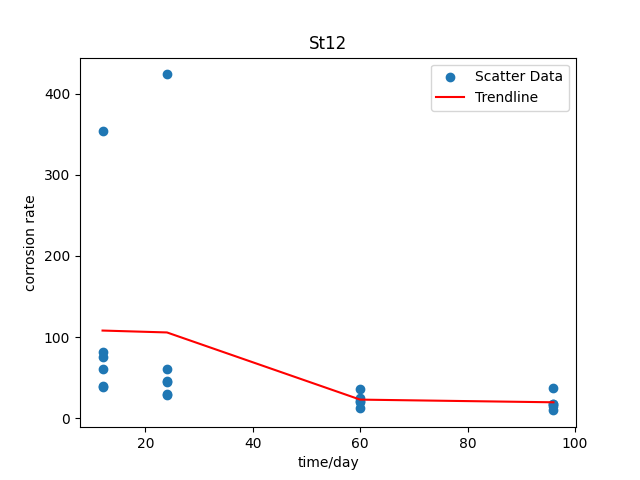 St12
Scatter Data
Trendline
400
300
200
100
0
corrosion rate
20 40 60 80 100
time/day